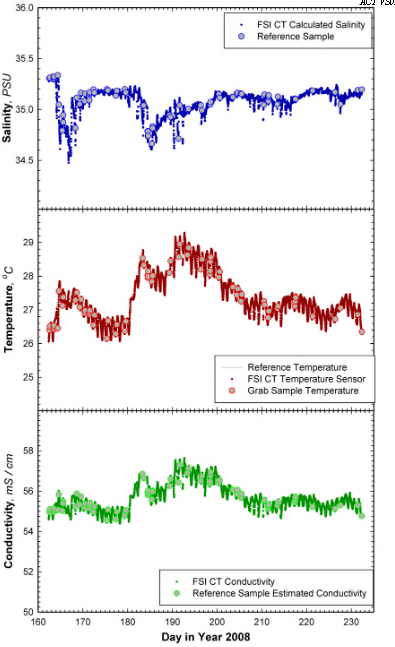 ACT VSD
36.0
FSI CT Calculated Salinity
Reference Sample
35.5
35.0
34.5
Salinity, PSU
29
28
27
26
25
Temperature, °C
Reference Temperature
FSI CT Temperature Sensor
Grab Sample Temperature
58
56
54
52
50
Conductivity, mS / cm
FSI CT Conductivity
Reference Sample Estimated Conductivity
160 170 180 190 200 210 220 230
Day in Year 2008